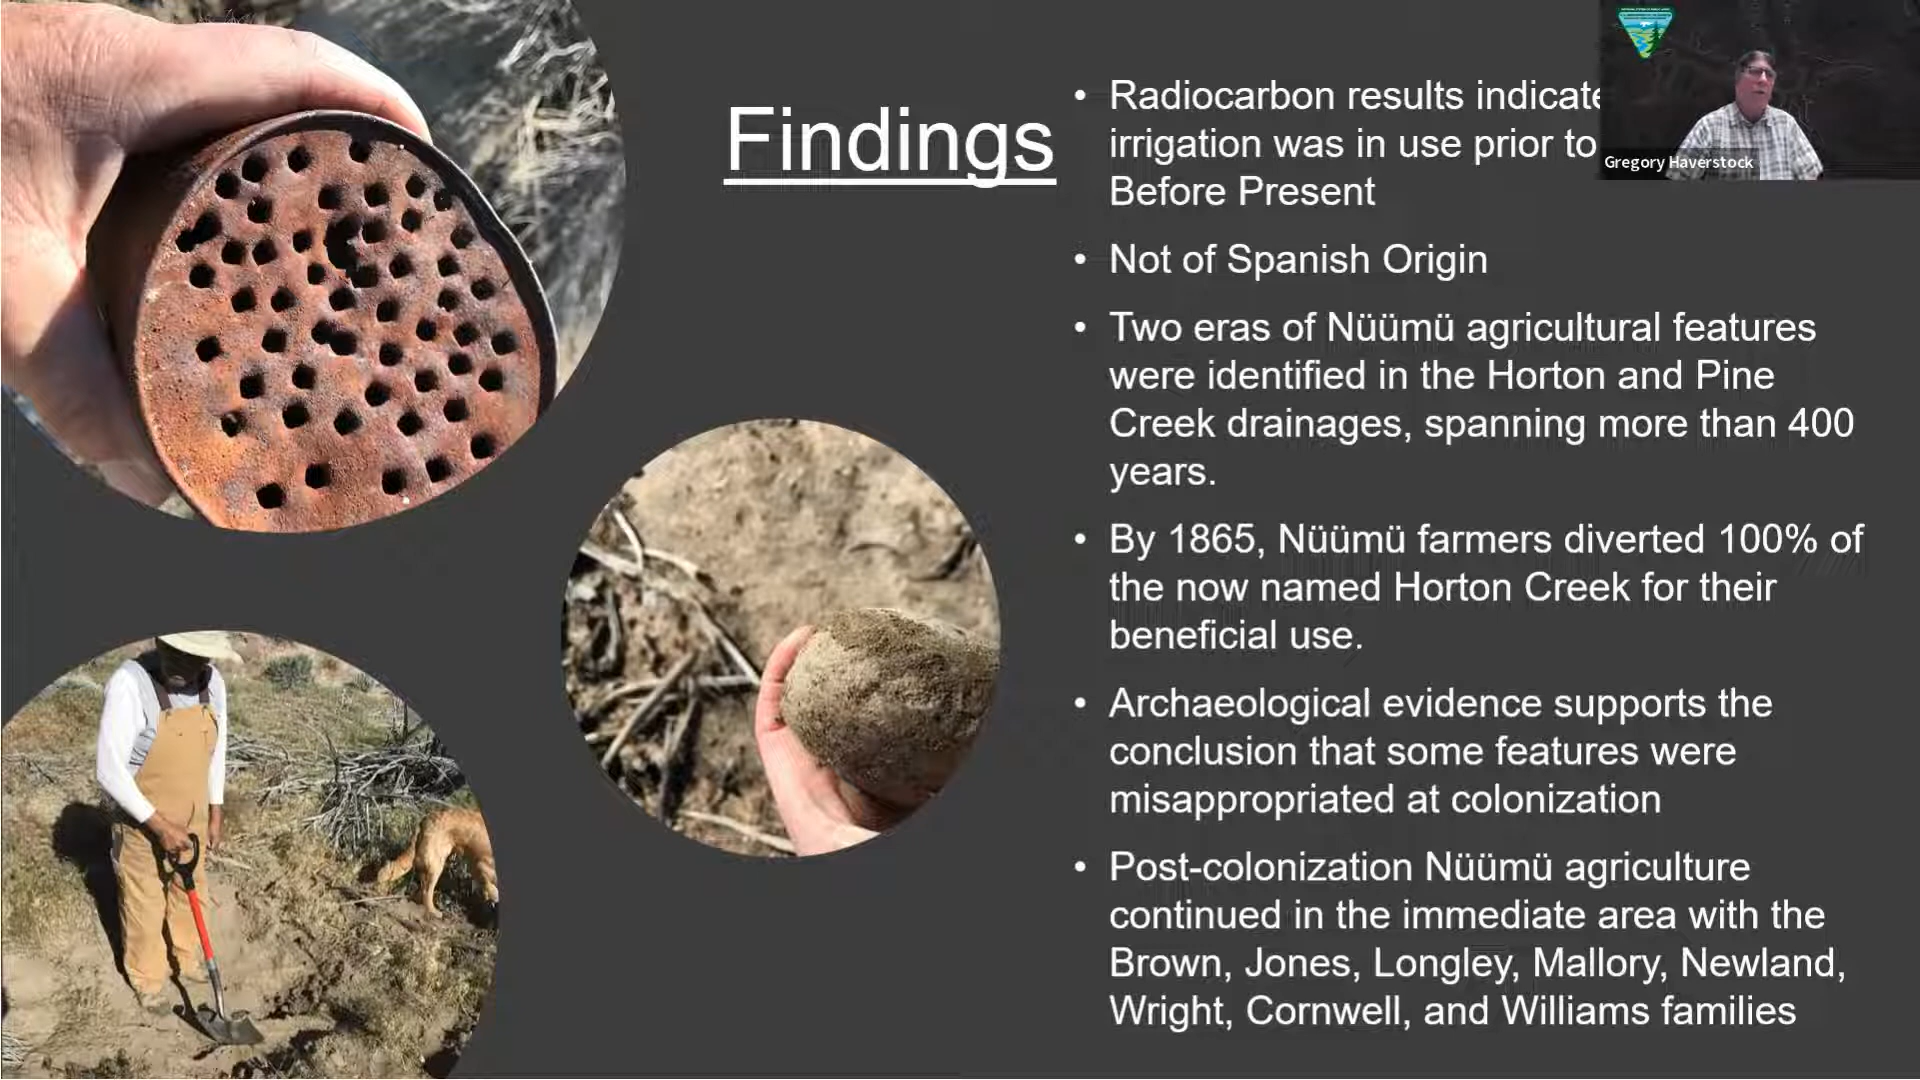 Findings
• Radiocarbon results indicate
irrigation was in use prior to
Before Present
• Not of Spanish Origin
• Two eras of Nüümü agricultural features
were identified in the Horton and Pine
Creek drainages, spanning more than 400
years.
• By 1865, Nüümü farmers diverted 100% of
the now named Horton Creek for their
beneficial use.
• Archaeological evidence supports the
conclusion that some features were
misappropriated at colonization
• Post-colonization Nüümü agriculture
continued in the immediate area with the
Brown, Jones, Longley, Mallory, Newland,
Wright, Cornwell, and Williams families
Gregory Haverstock